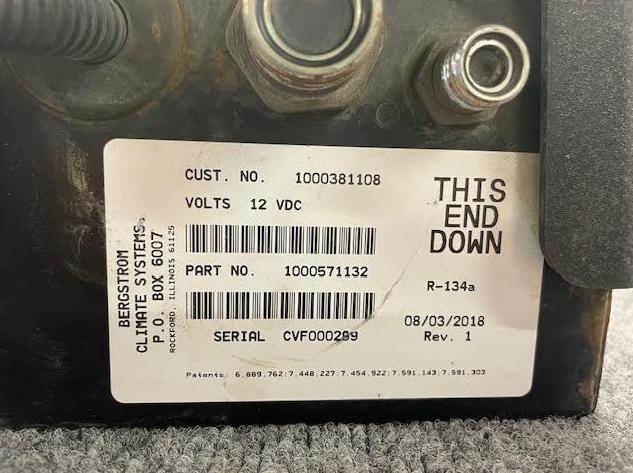 CUST. NO. 1000381108
VOLTS 12 VDC
PART NO. 1000571132
SERIAL CVF000289
THIS
END
DOWN
R-134a
08/03/2018
Rev. 1
BERGSTROM
CLIMATE SYSTEMS
P.O. BOX 6007
ROCKFORD, ILLINOIS 61125
Patents: 6,889,762;7,448,227;7,454,922;7,591,143;7,591,303